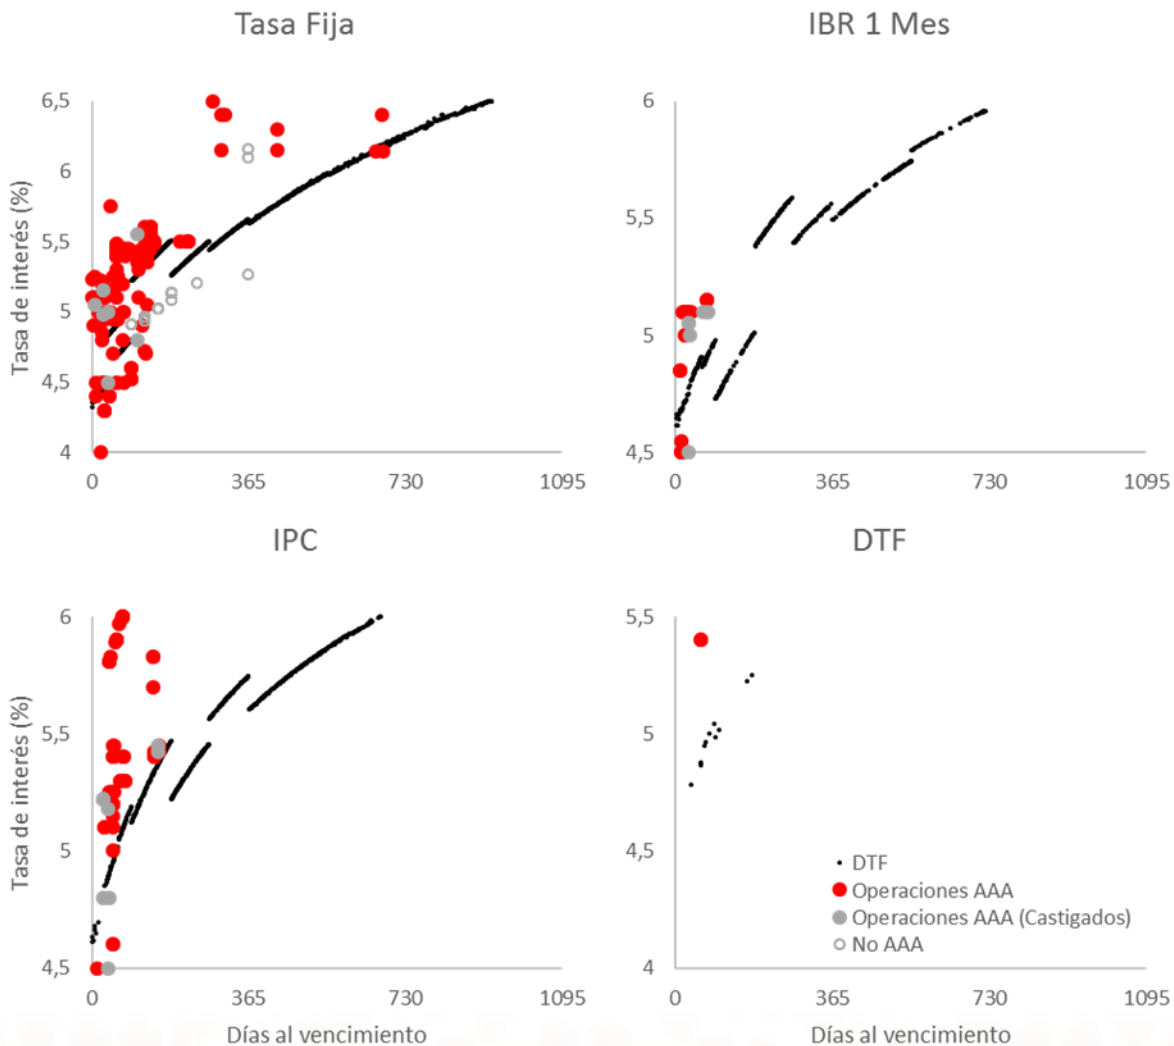 Tasa Fija
IBR 1 Mes
Tasa de interés (%)
6,5
6
5,5
5
4,5
4
0
365
730
1095
6
5,5
5
4,5
0
365
730
1095
IPC
DTF
Tasa de interés (%)
6
5,5
5
4,5
0
365
730
1095
Días al vencimiento
5,5
5
4,5
4
0
365
730
1095
Días al vencimiento
DTF
Operaciones AAA
Operaciones AAA (Castigados)
No AAA